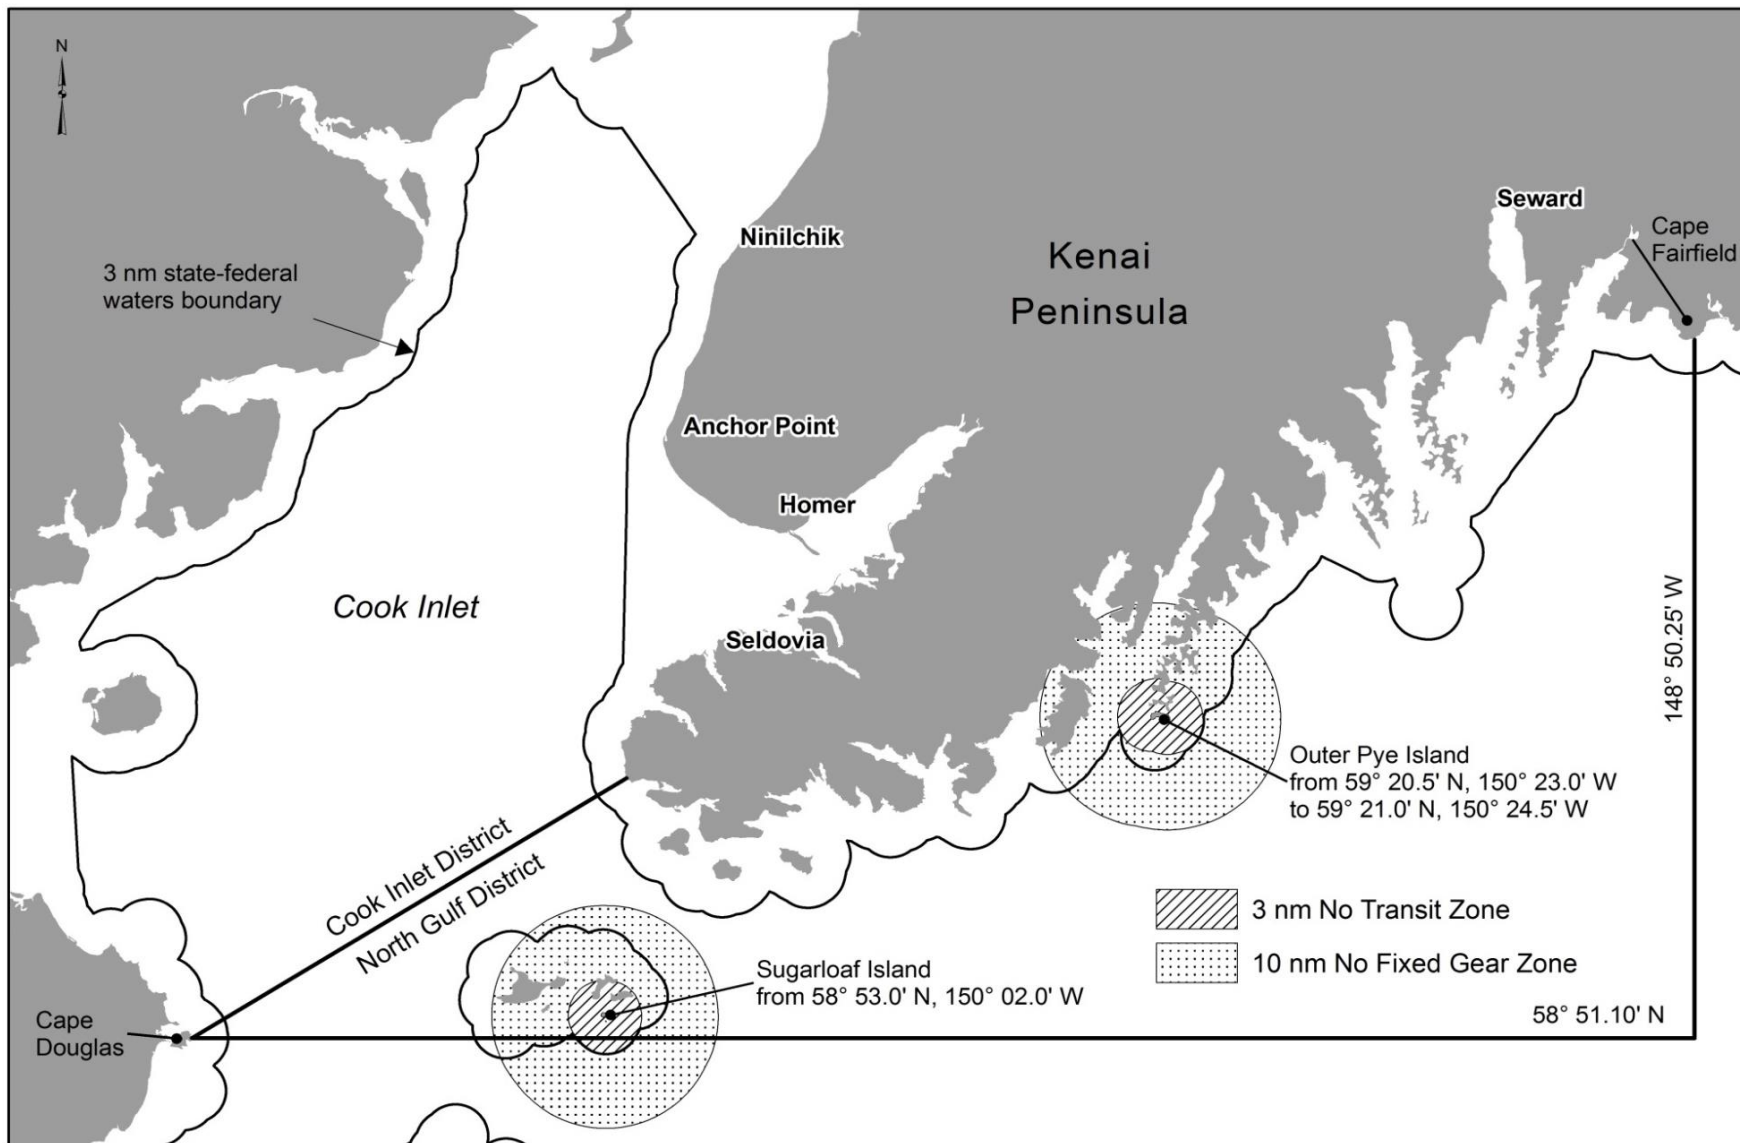 N
Seward
Cape
Fairfield
Ninilchik
Kenai
Peninsula
3 nm state-federal
waters boundary
Anchor Point
Homer
Cook Inlet
Seldovia
148° 50.25' W
Outer Pye Island
from 59° 20.5' N, 150° 23.0' W
to 59° 21.0' N, 150° 24.5' W
Cook Inlet District
North Gulf District
3 nm No Transit Zone
10 nm No Fixed Gear Zone
Sugarloaf Island
from 58° 53.0' N, 150° 02.0' W
58° 51.10' N
Cape
Douglas